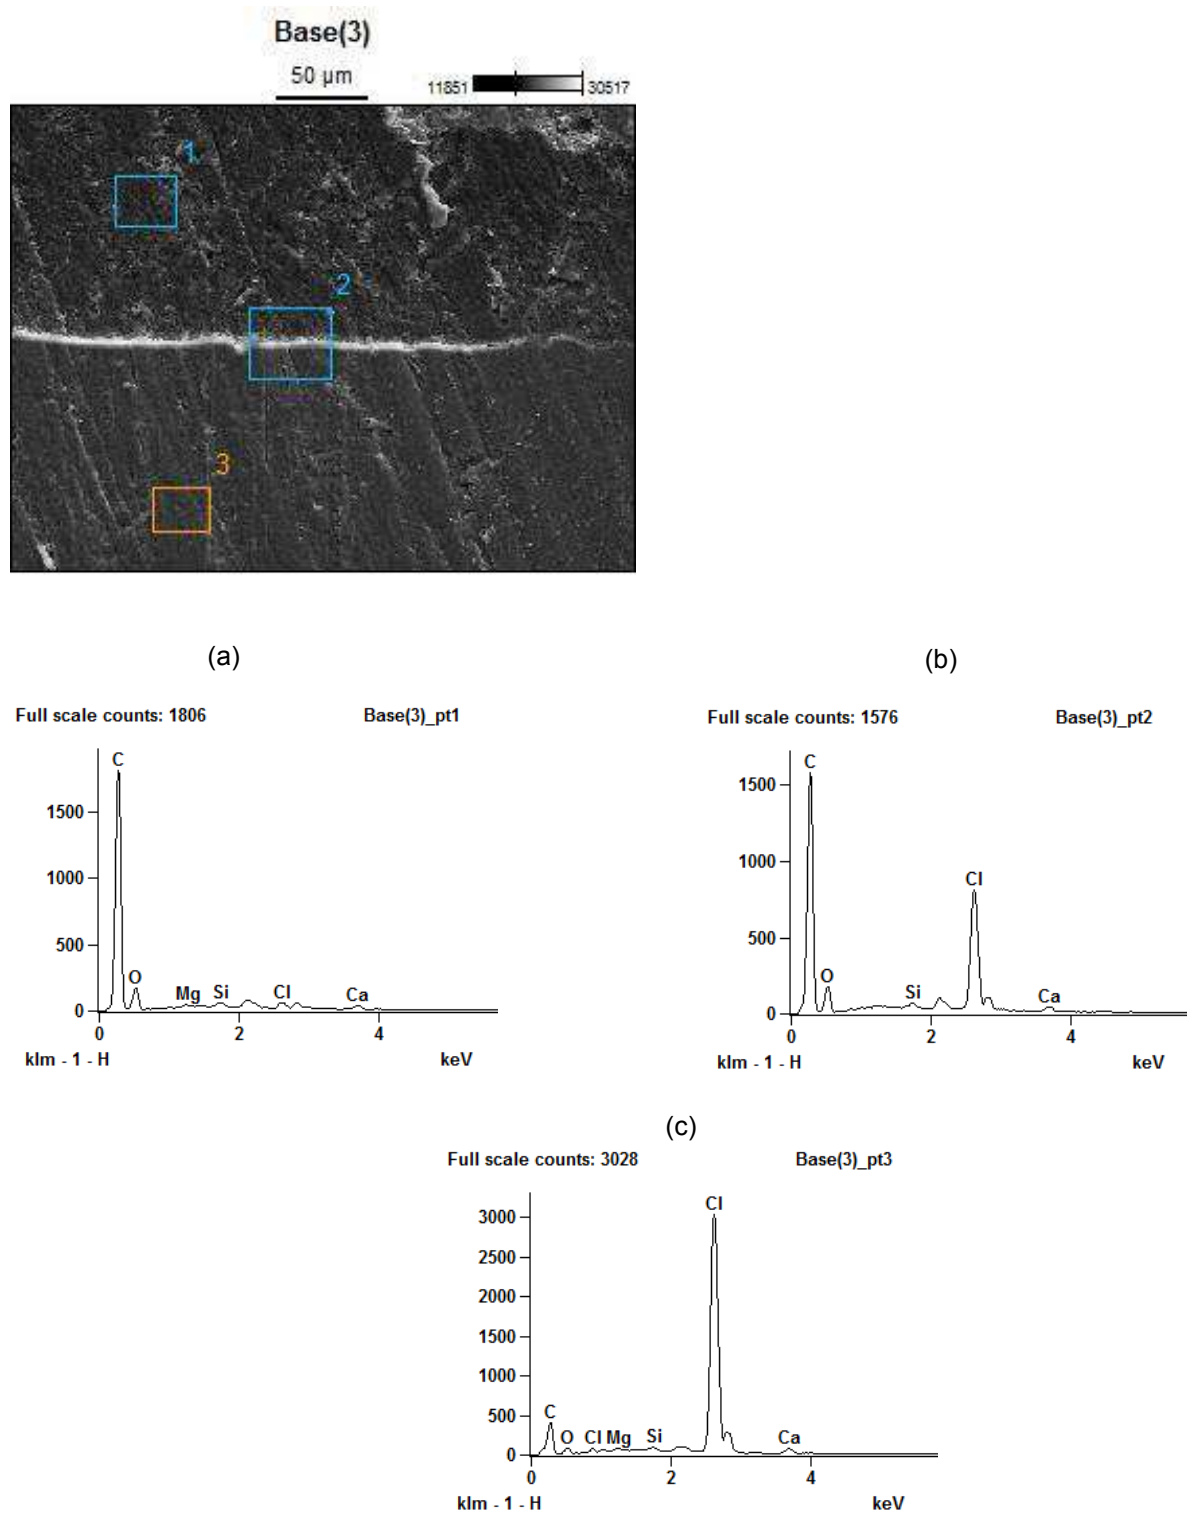 Base(3)
50 µm
11851 30517
1
2
3
(a)
(b)
Full scale counts: 1806 Base(3)_pt1
C
1500
1000
500
O
Mg Si Cl Ca
0
0 2 4
klm - 1 - H keV
Full scale counts: 1576 Base(3)_pt2
C
1500
1000
Cl
500
O
Si Ca
0
0 2 4
klm - 1 - H keV
(c)
Full scale counts: 3028 Base(3)_pt3
Cl
3000
2500
2000
1500
1000
500
C
O Cl Mg Si Ca
0
0 2 4
klm - 1 - H keV